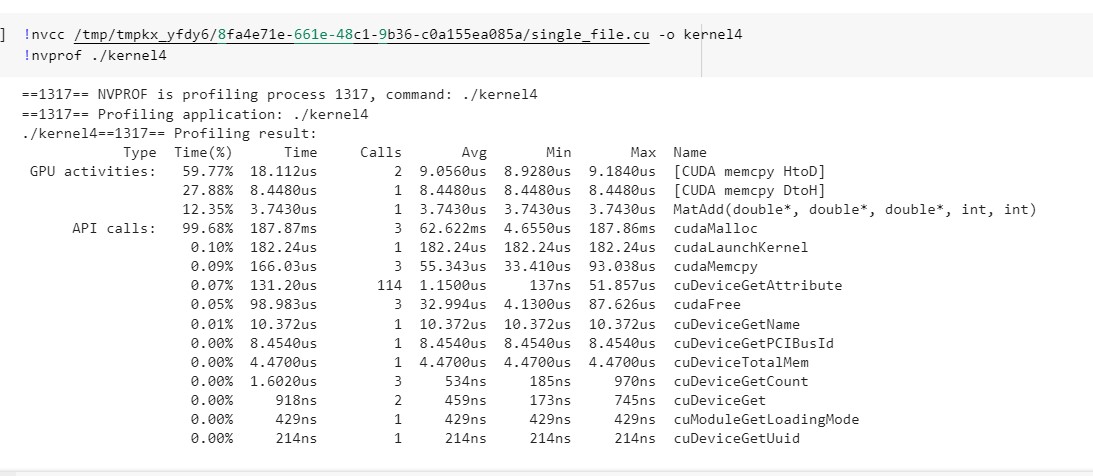 ] !nvcc /tmp/tmpkx_yfdy6/8fa4e71e-661e-48c1-9b36-c0a155ea085a/single_file.cu -o kernel4
!nvprof ./kernel4
==1317== NVPROF is profiling process 1317, command: ./kernel4
==1317== Profiling application: ./kernel4
./kernel4==1317== Profiling result:
Type Time(%) Time Calls Avg Min Max Name
GPU activities: 59.77% 18.112us 2 9.0560us 8.9280us 9.1840us [CUDA memcpy HtoD]
27.88% 8.4480us 1 8.4480us 8.4480us 8.4480us [CUDA memcpy DtoH]
12.35% 3.7430us 1 3.7430us 3.7430us 3.7430us MatAdd(double*, double*, double*, int, int)
API calls: 99.68% 187.87ms 3 62.622ms 4.6550us 187.86ms cudaMalloc
0.10% 182.24us 1 182.24us 182.24us 182.24us cudaLaunchKernel
0.09% 166.03us 3 55.343us 33.410us 93.038us cudaMemcpy
0.07% 131.20us 114 1.1500us 137ns 51.857us cuDeviceGetAttribute
0.05% 98.983us 3 32.994us 4.1300us 87.626us cudaFree
0.01% 10.372us 1 10.372us 10.372us 10.372us cuDeviceGetName
0.00% 8.4540us 1 8.4540us 8.4540us 8.4540us cuDeviceGetPCIBusId
0.00% 4.4700us 1 4.4700us 4.4700us 4.4700us cuDeviceTotalMem
0.00% 1.6020us 3 534ns 185ns 970ns cuDeviceGetCount
0.00% 918ns 2 459ns 173ns 745ns cuDeviceGet
0.00% 429ns 1 429ns 429ns 429ns cuModuleGetLoadingMode
0.00% 214ns 1 214ns 214ns 214ns cuDeviceGetUuid